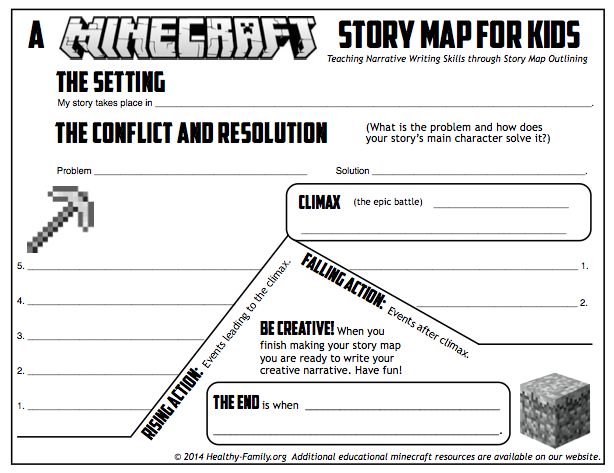 A MINECRAFT STORY MAP FOR KIDS
Teaching Narrative Writing Skills through Story Map Outlining
THE SETTING
My story takes place in
THE CONFLICT AND RESOLUTION
(What is the problem and how does
your story's main character solve it?)
Problem
Solution
CLIMAX (the epic battle)
5.
4.
3.
2.
1.
RISING ACTION: Events leading to the climax.
FALLING ACTION: Events after climax.
1.
2.
BE CREATIVE! When you
finish making your story map
you are ready to write your
creative narrative. Have fun!
THE END is when
© 2014 Healthy-Family.org Additional educational minecraft resources are available on our website.